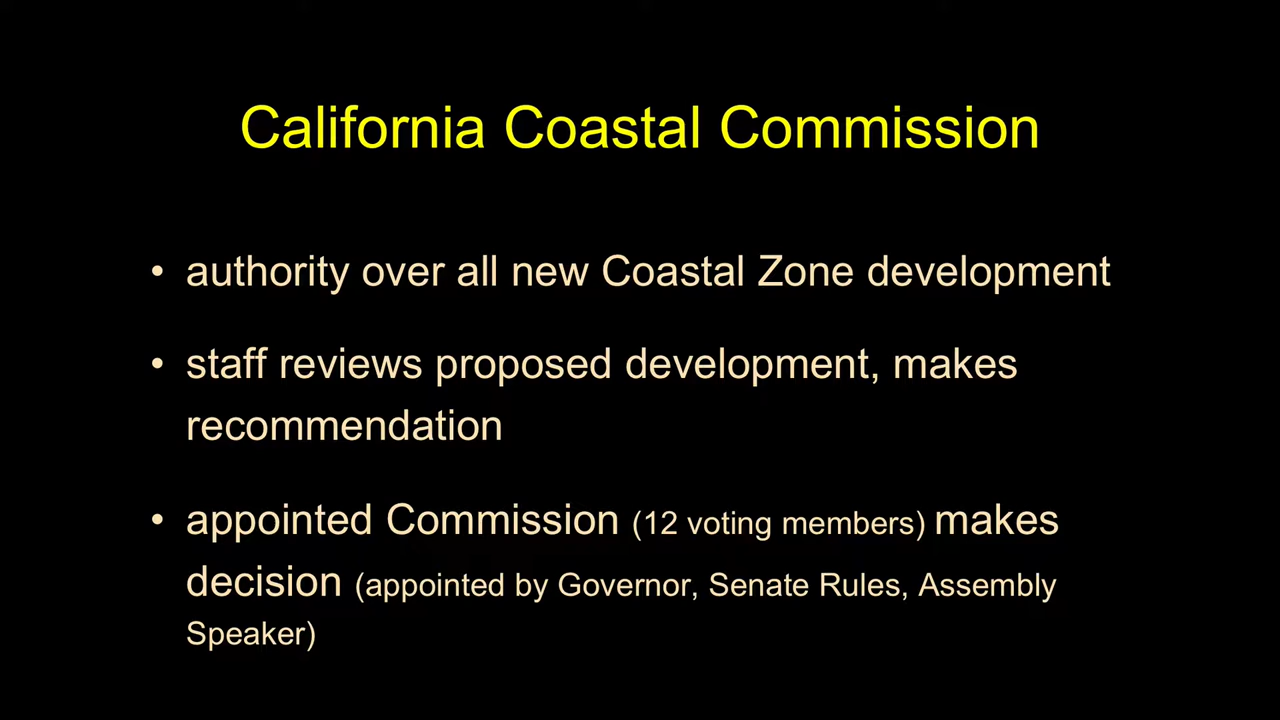 California Coastal Commission
• authority over all new Coastal Zone development
• staff reviews proposed development, makes
recommendation
• appointed Commission (12 voting members) makes
decision (appointed by Governor, Senate Rules, Assembly
Speaker)